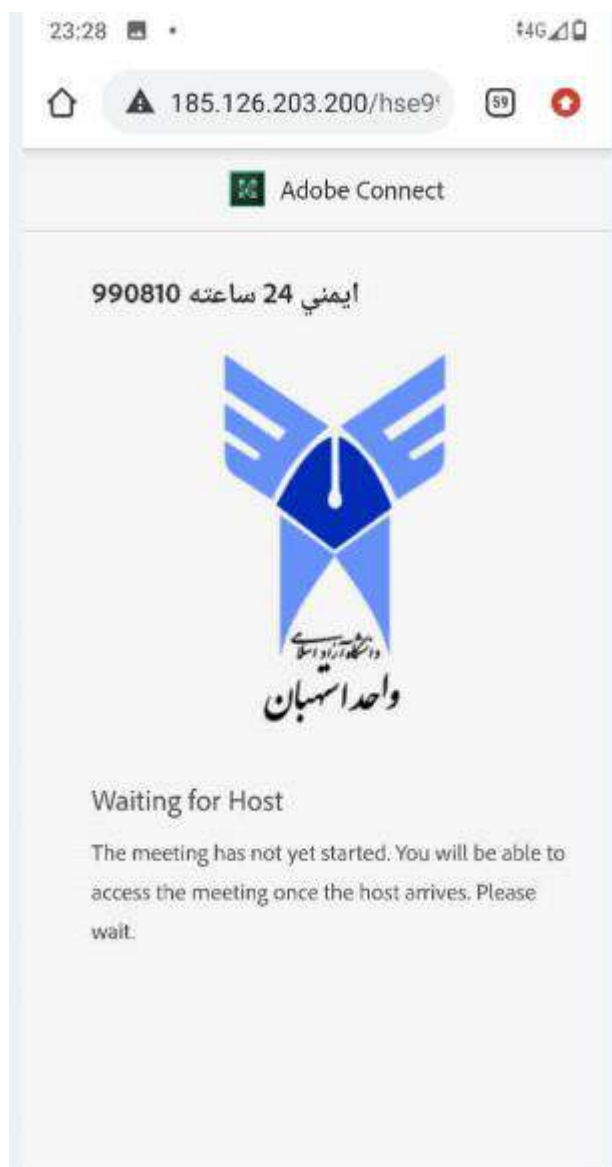 23:28
4G
185.126.203.200/hse9
59
Adobe Connect
ايمني 24 ساعته 990810
دانشگاه آزاد اسلامی
واحد استهبان
Waiting for Host
The meeting has not yet started. You will be able to
access the meeting once the host arrives. Please
wait.